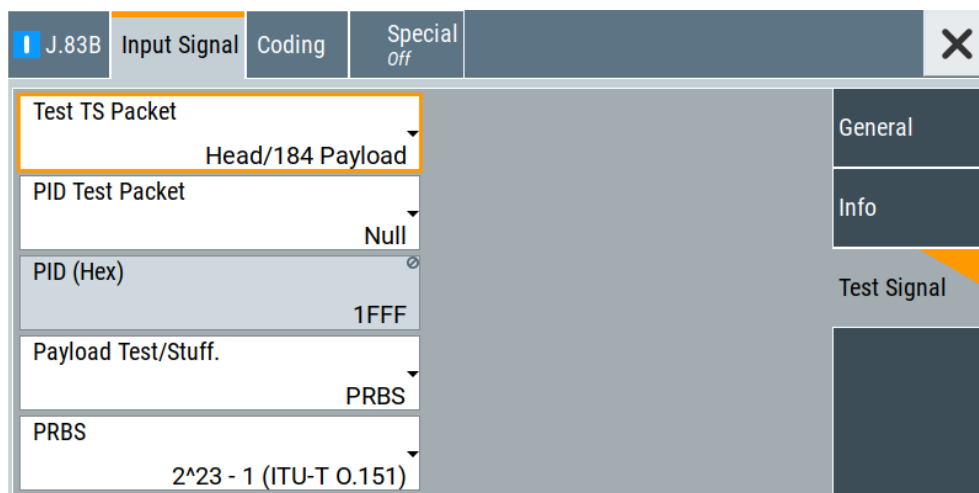 J.83B
Input Signal
Coding
Special
Off
Test TS Packet
Head/184 Payload
PID Test Packet
Null
PID (Hex)
1FFF
Payload Test/Stuff.
PRBS
PRBS
2^23 - 1 (ITU-T O.151)
General
Info
Test Signal